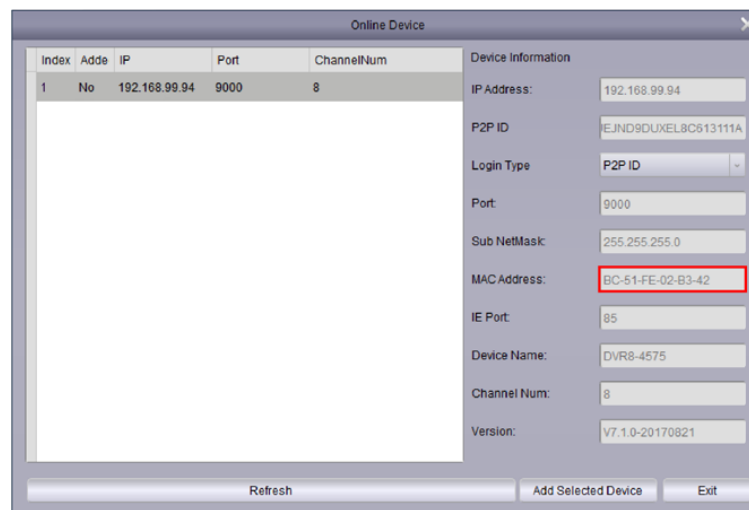 Online Device
Index Adde IP Port ChannelNum
1 No 192.168.99.94 9000 8
Device Information
IP Address: 192.168.99.94
P2P ID EJND9DUXEL8C613111A
Login Type P2P ID
Port: 9000
Sub NetMask: 255.255.255.0
MAC Address: BC-51-FE-02-B3-42
IE Port: 85
Device Name: DVR8-4575
Channel Num: 8
Version: V7.1.0-20170821
Refresh Add Selected Device Exit